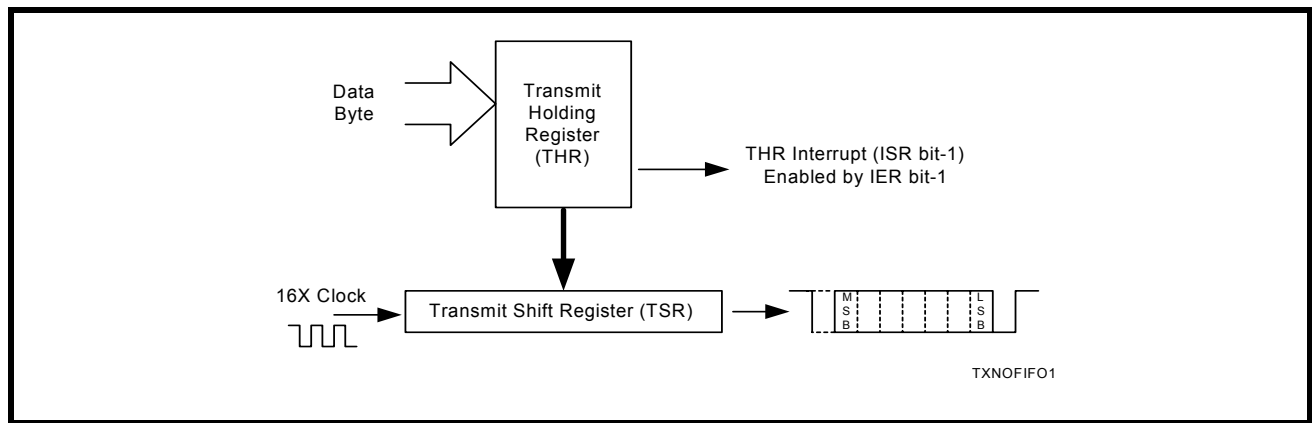 Data
Byte
Transmit
Holding
Register
(THR)
THR Interrupt (ISR bit-1)
Enabled by IER bit-1
16X Clock
Transmit Shift Register (TSR)
M
S
B
L
S
B
TXNOFIFO1